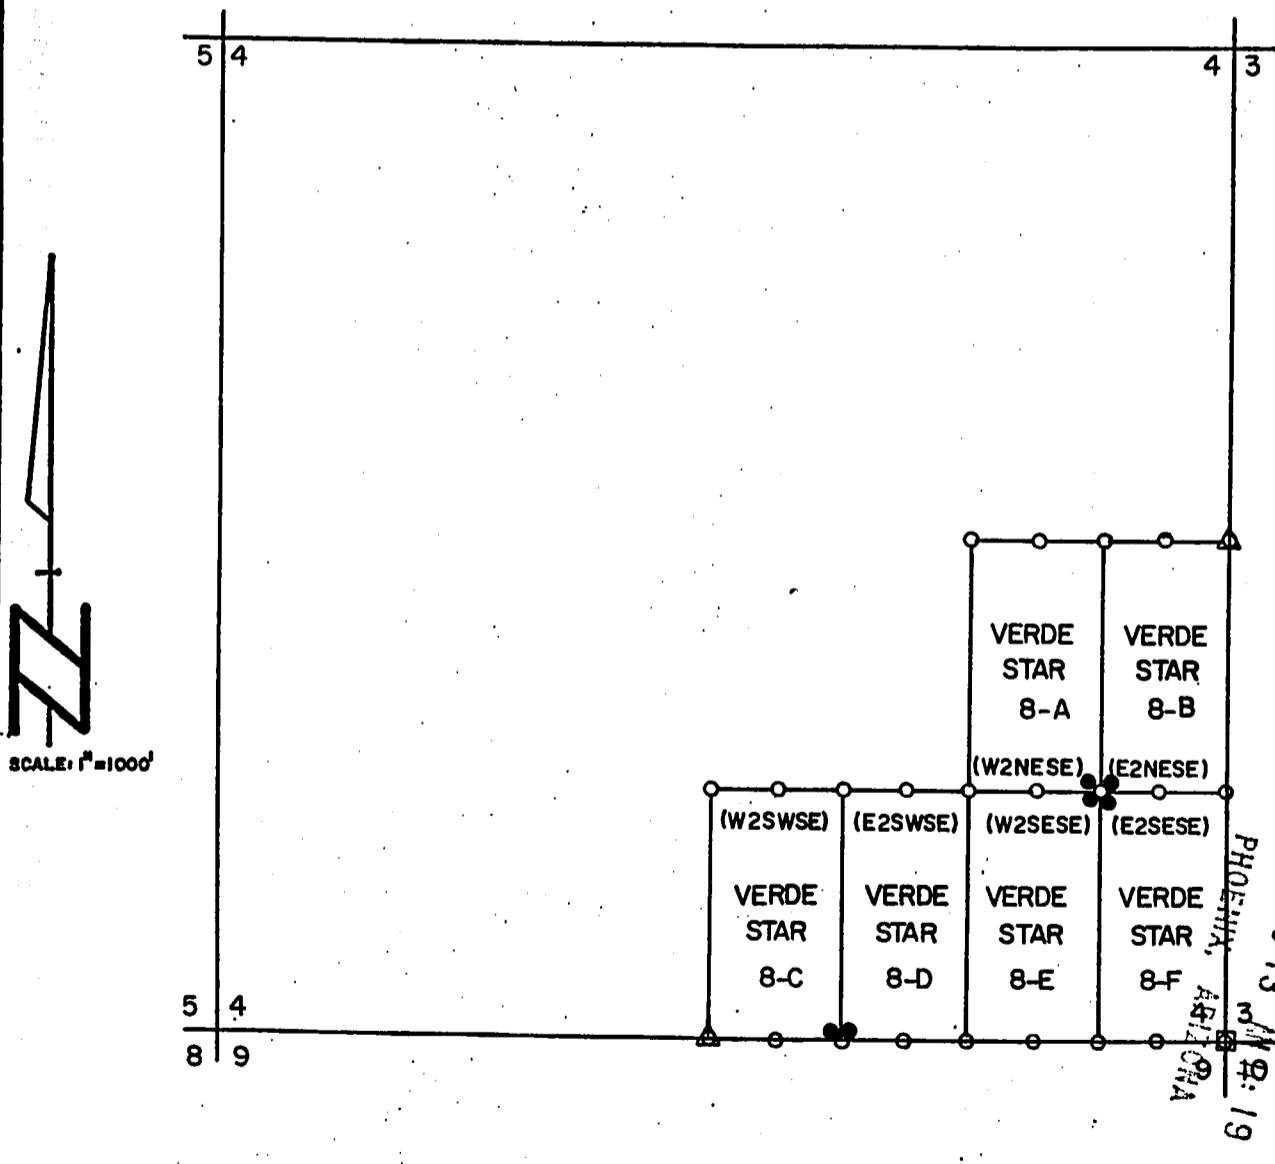 5 4
4 3
VERDE STAR 8-A
VERDE STAR 8-B
SCALE: 1"=1000'
(W2NESE)
(E2NESE)
(W2SWSE)
(E2SWSE)
(W2SESE)
(E2SESE)
VERDE STAR 8-C
VERDE STAR 8-D
VERDE STAR 8-E
VERDE STAR 8-F
PHOENIX, ARIZONA
5 4
4 3
8 9
9 10
19